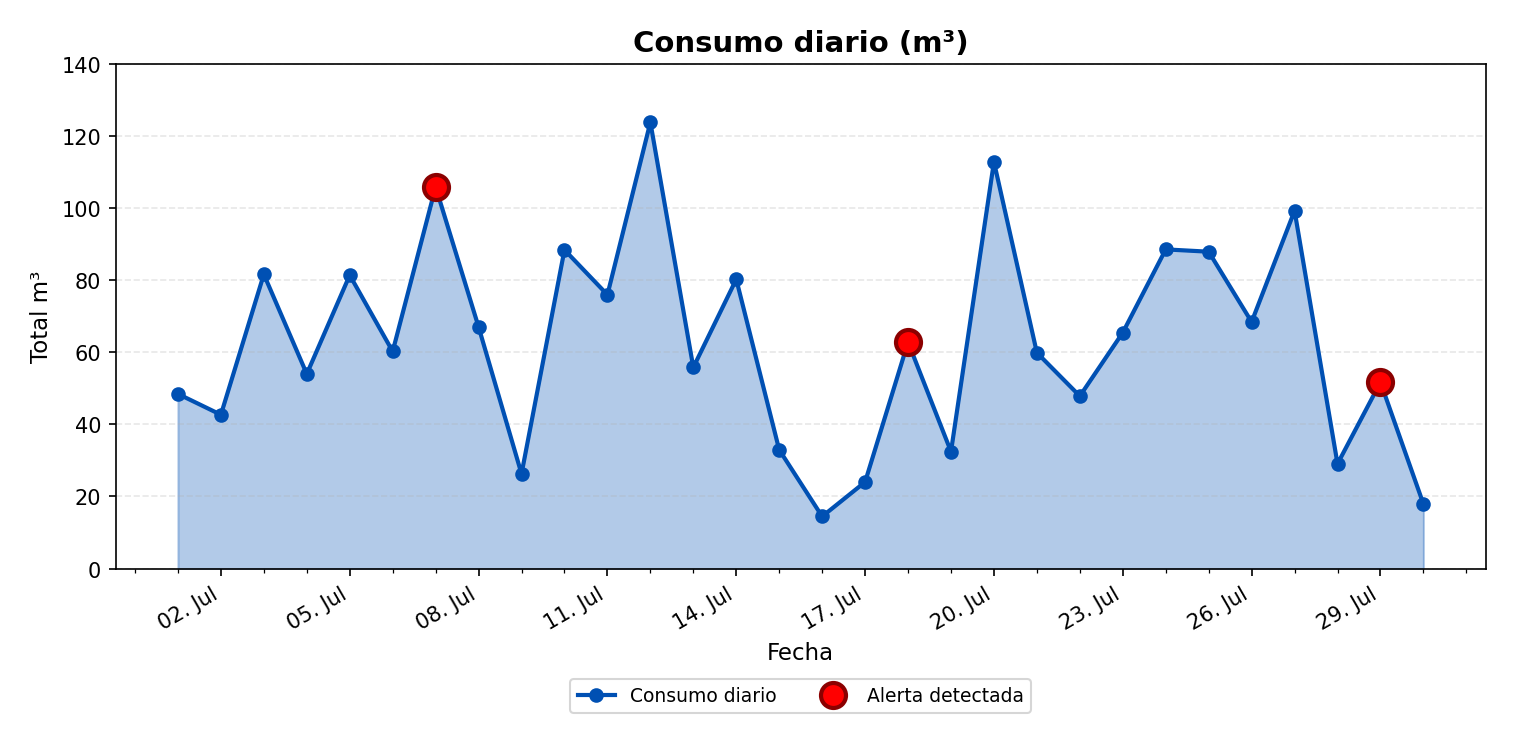 Consumo diario (m³)
140
120
100
80
60
40
20
0
Total m³
02. Jul
05. Jul
08. Jul
11. Jul
14. Jul
17. Jul
20. Jul
23. Jul
26. Jul
29. Jul
Fecha
Consumo diario
Alerta detectada